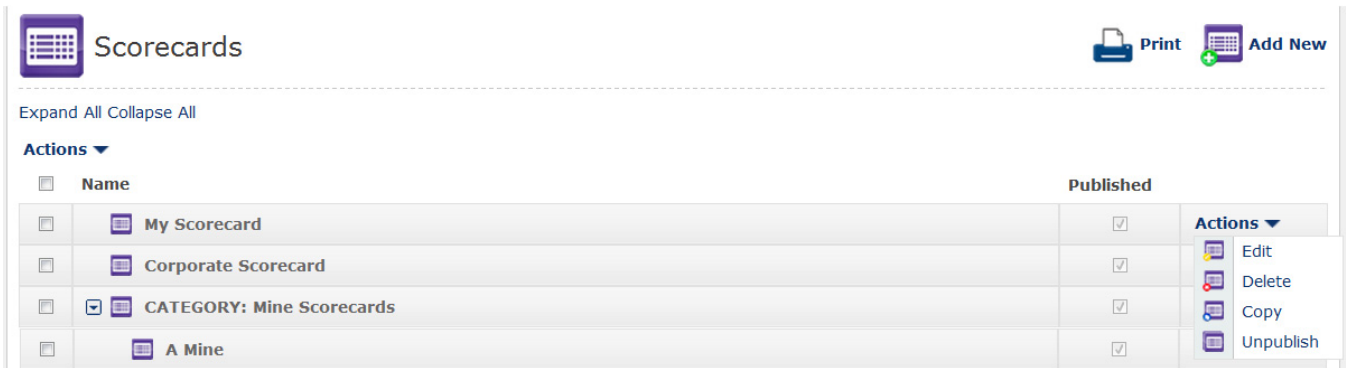 Scorecards
Print
Add New
Expand All Collapse All
Actions
Name
Published
My Scorecard
Actions
Edit
Corporate Scorecard
Delete
CATEGORY: Mine Scorecards
Copy
A Mine
Unpublish